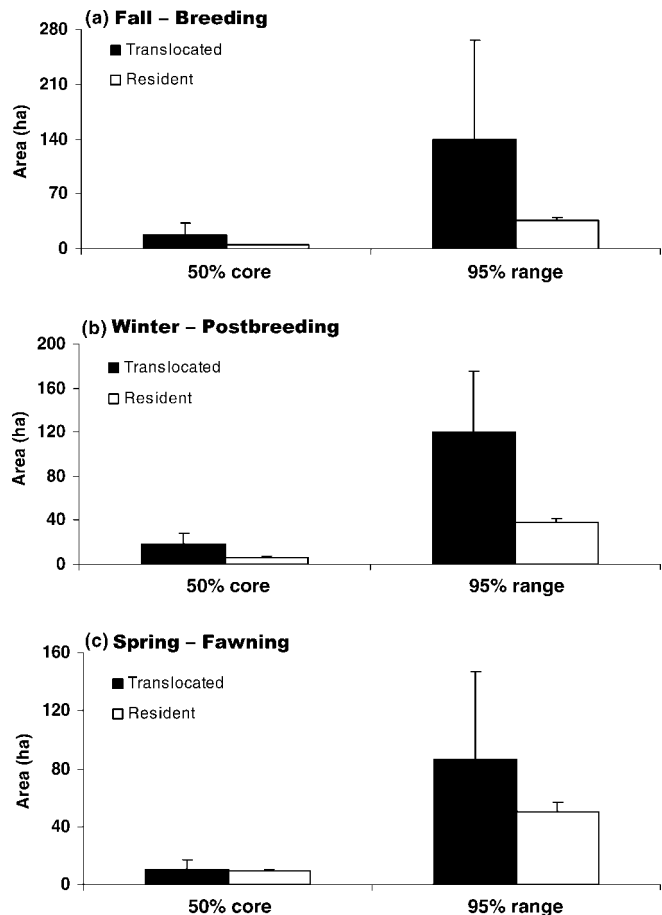 (a) Fall – Breeding
280
Translocated
Resident
210
140
70
0
Area (ha)
50% core
95% range
(b) Winter – Postbreeding
200
Translocated
Resident
160
120
80
40
0
Area (ha)
50% core
95% range
(c) Spring – Fawning
160
Translocated
Resident
120
80
40
0
Area (ha)
50% core
95% range